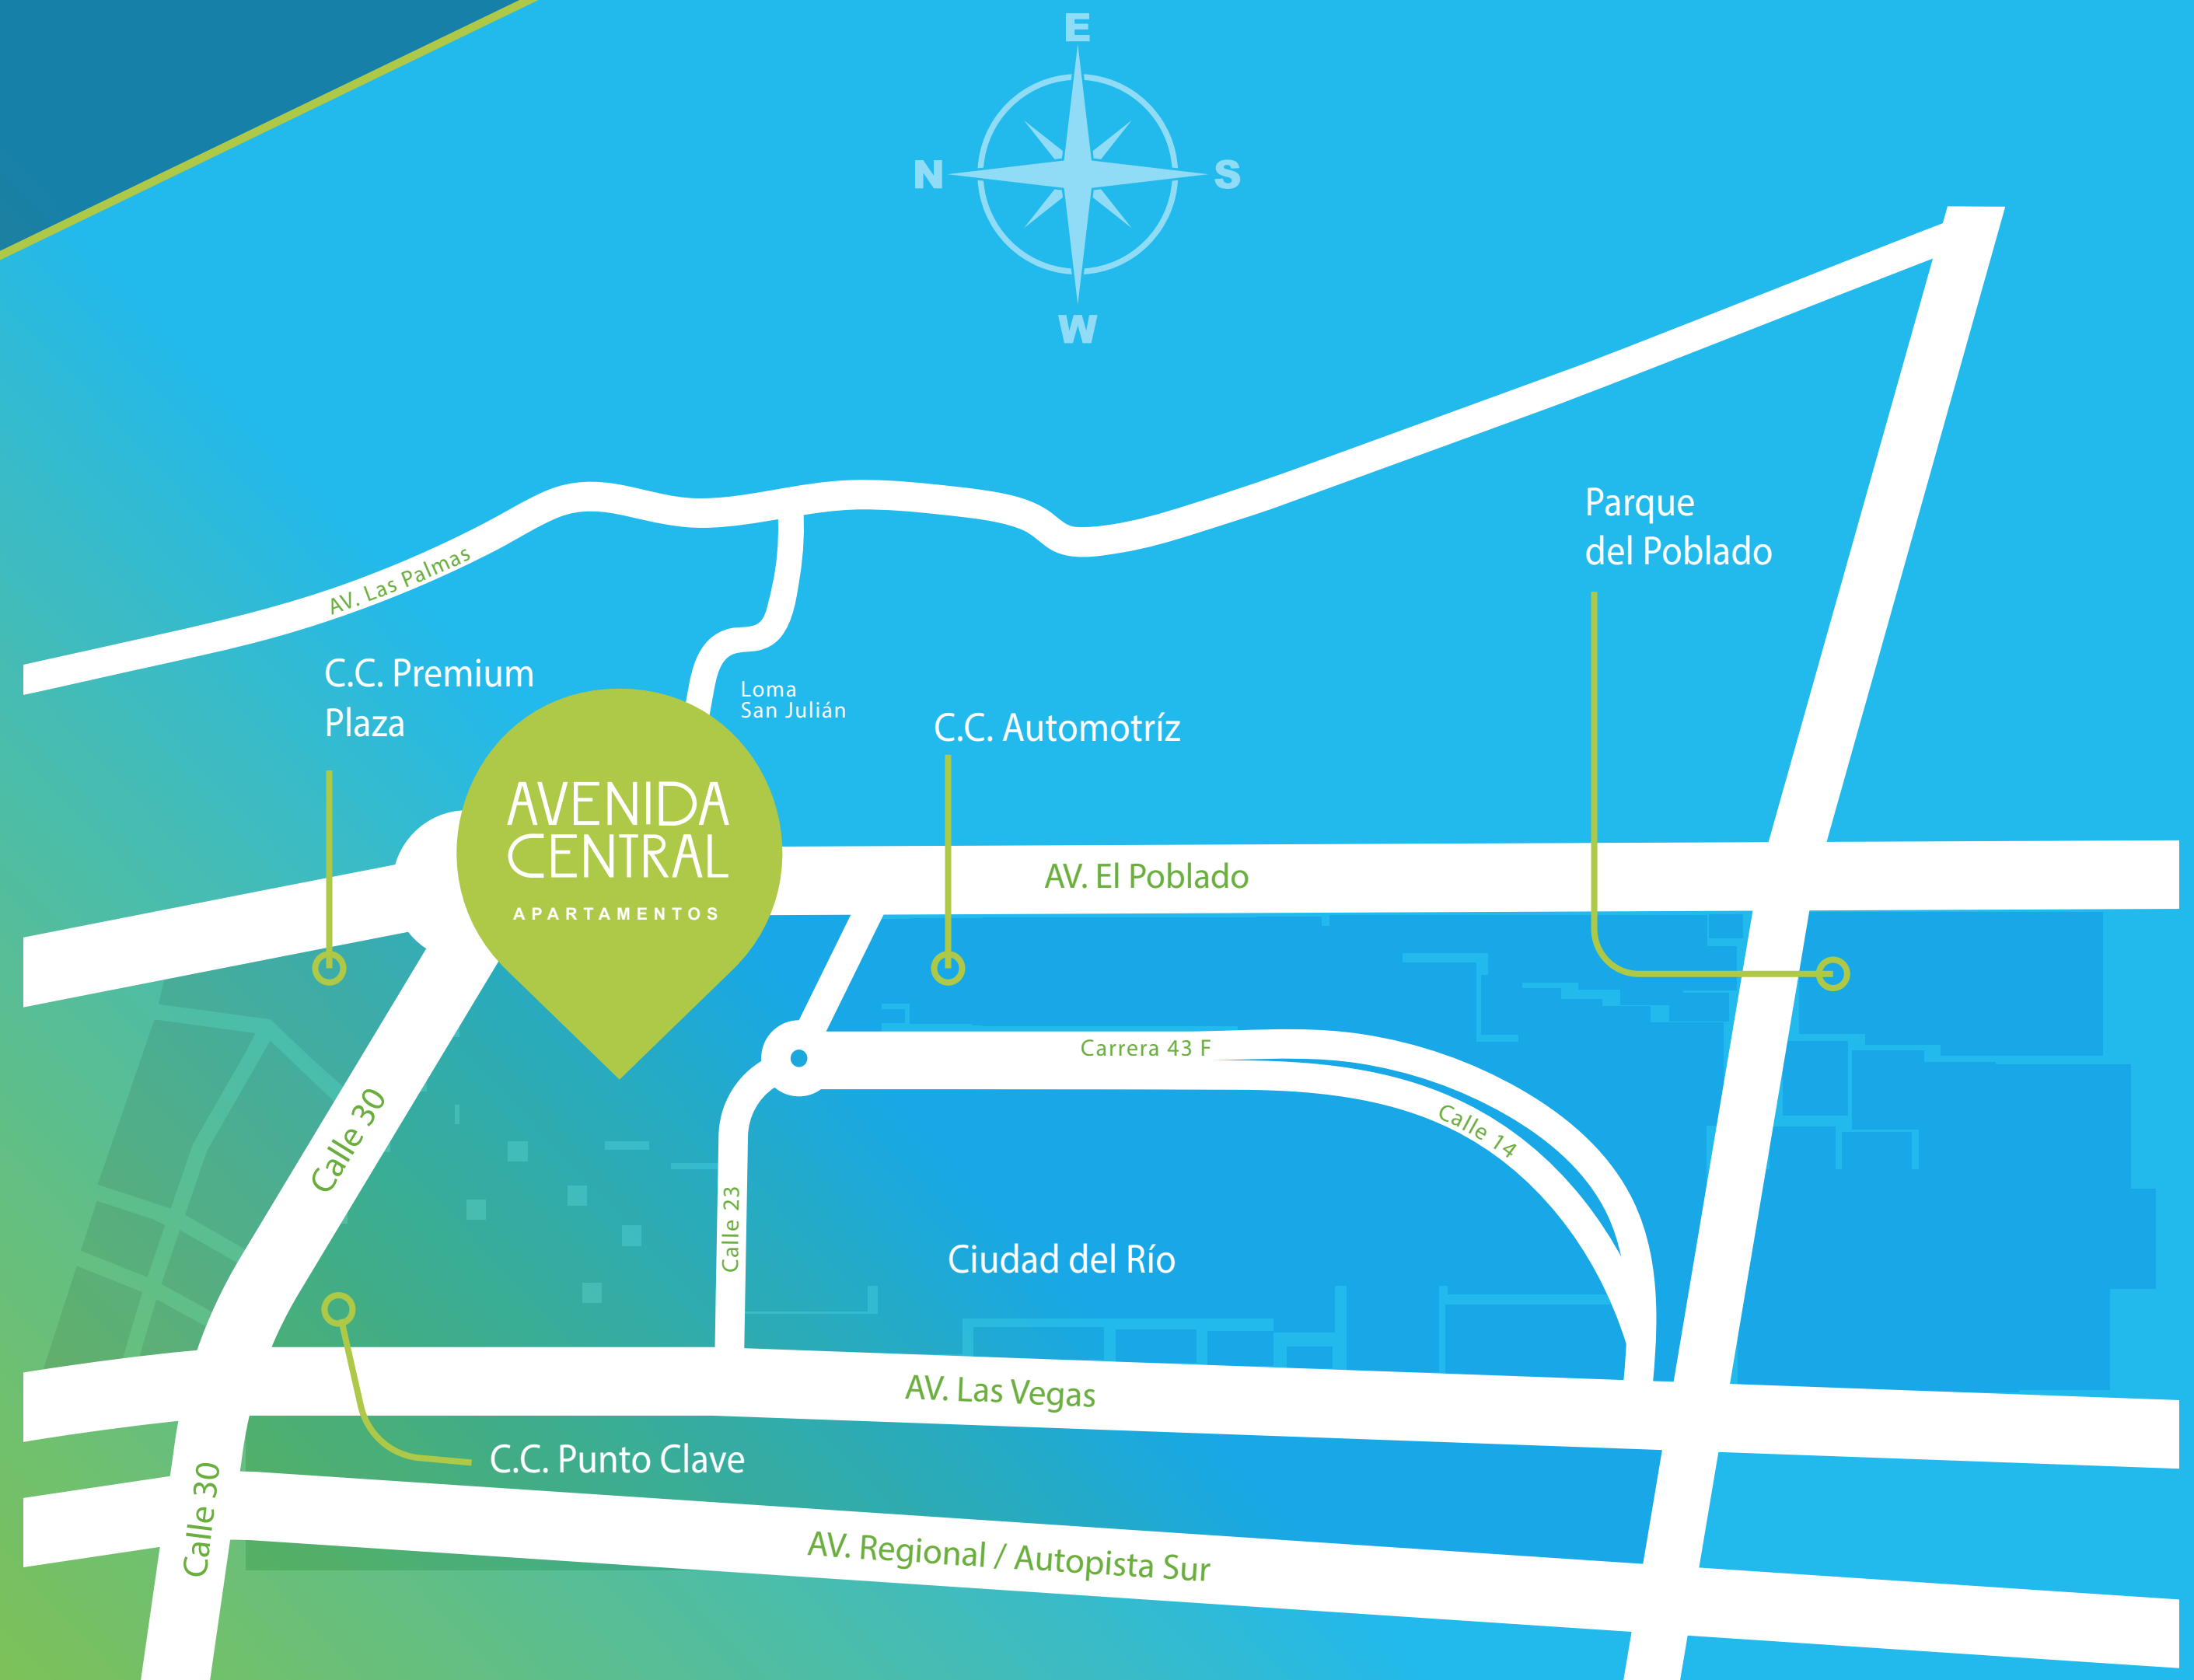 E
N
S
W
Parque
del Poblado
AV. Las Palmas
C.C. Premium
Plaza
Loma
San Julián
C.C. Automotríz
AVENIDA
CENTRAL
APARTAMENTOS
AV. El Poblado
Carrera 43 F
Calle 30
Calle 14
Calle 23
Ciudad del Río
AV. Las Vegas
C.C. Punto Clave
Calle 30
AV. Regional / Autopista Sur